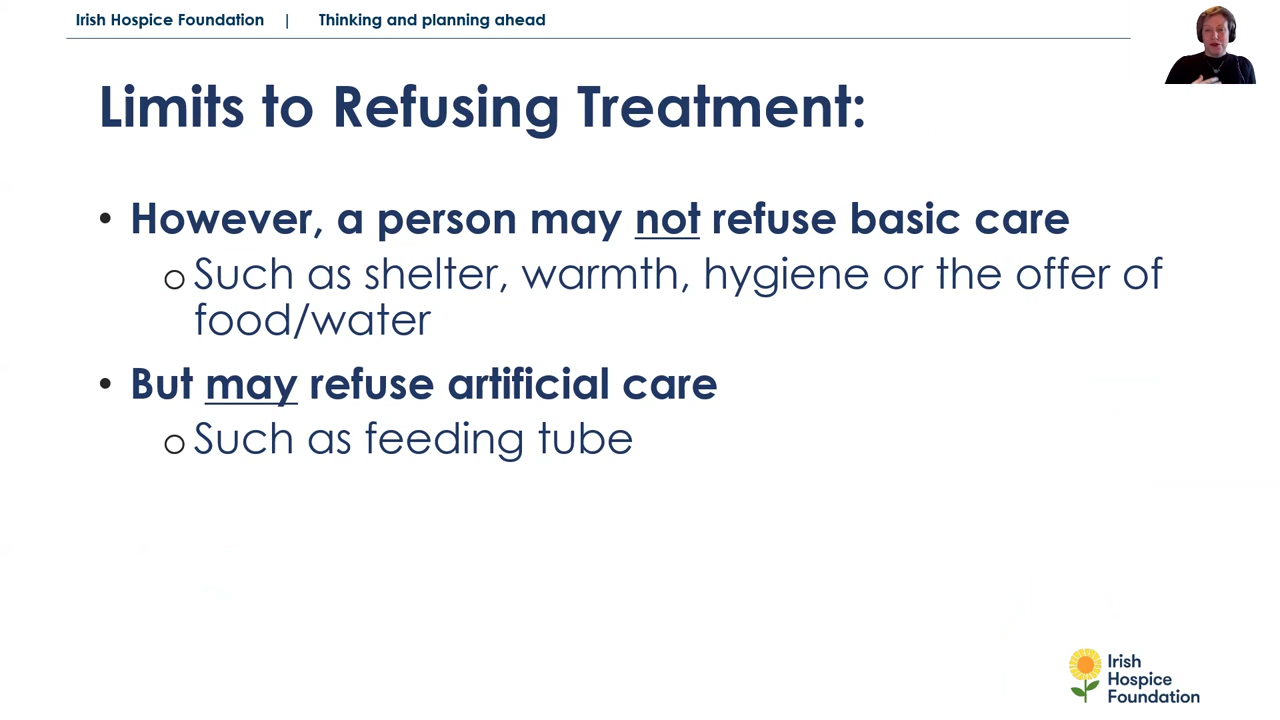 Irish Hospice Foundation | Thinking and planning ahead
Limits to Refusing Treatment:
• However, a person may not refuse basic care
o Such as shelter, warmth, hygiene or the offer of
food/water
• But may refuse artificial care
o Such as feeding tube
Irish
Hospice
Foundation